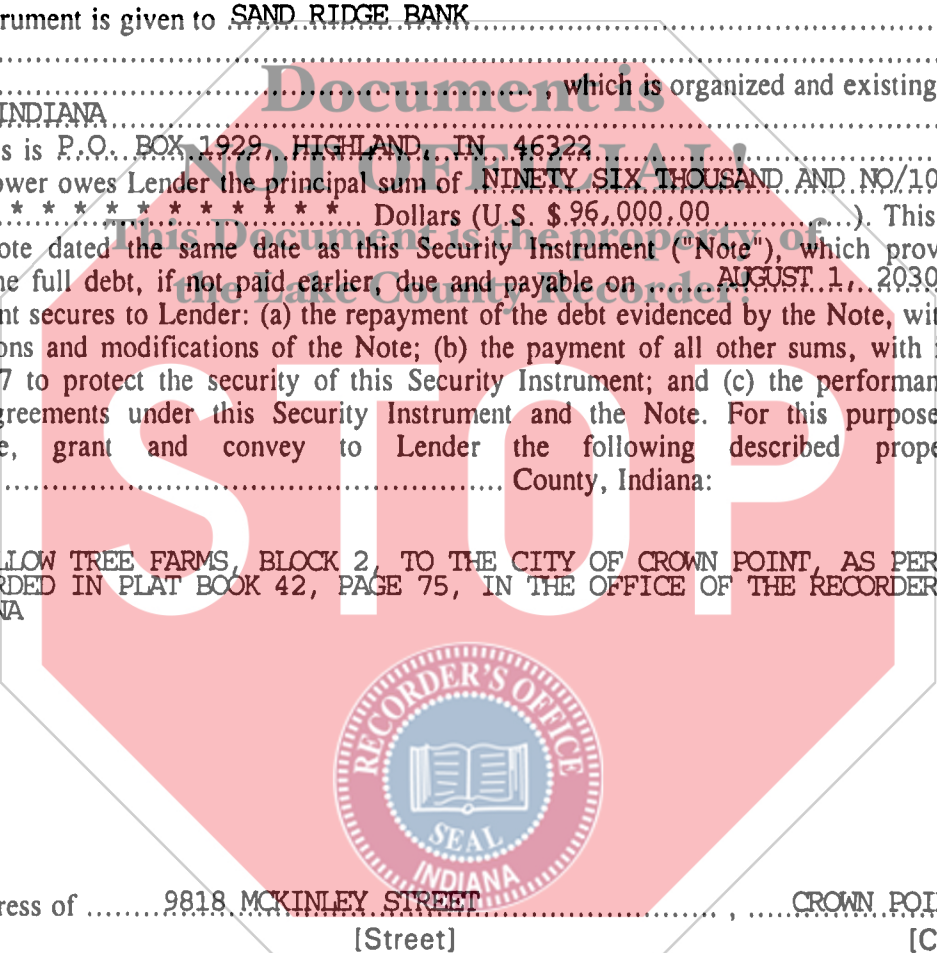 rument is given to SAND RIDGE BANK
, which is organized and existing
INDIANA
s is P.O. BOX 1929, HIGHLAND, IN 46322
ower owes Lender the principal sum of NINETY SIX THOUSAND AND NO/10
* * * * * * * * * * * * Dollars (U.S. $ 96,000.00 ). This
ote dated the same date as this Security Instrument ("Note"), which prov
ne full debt, if not paid earlier, due and payable on AUGUST 1, 2030
nt secures to Lender: (a) the repayment of the debt evidenced by the Note, wit
ons and modifications of the Note; (b) the payment of all other sums, with
7 to protect the security of this Security Instrument; and (c) the performan
greements under this Security Instrument and the Note. For this purpose
e, grant and convey to Lender the following described prope
County, Indiana:
LLOW TREE FARMS, BLOCK 2, TO THE CITY OF CROWN POINT, AS PER
RDED IN PLAT BOOK 42, PAGE 75, IN THE OFFICE OF THE RECORDER
NA
ress of 9818 MCKINLEY STREET , CROWN POI
[Street] [C
Document is
NOT OFFICIAL!
This Document is the property of
the Lake County Recorder!
STOP
RECORDER'S OFFICE
SEAL
INDIANA